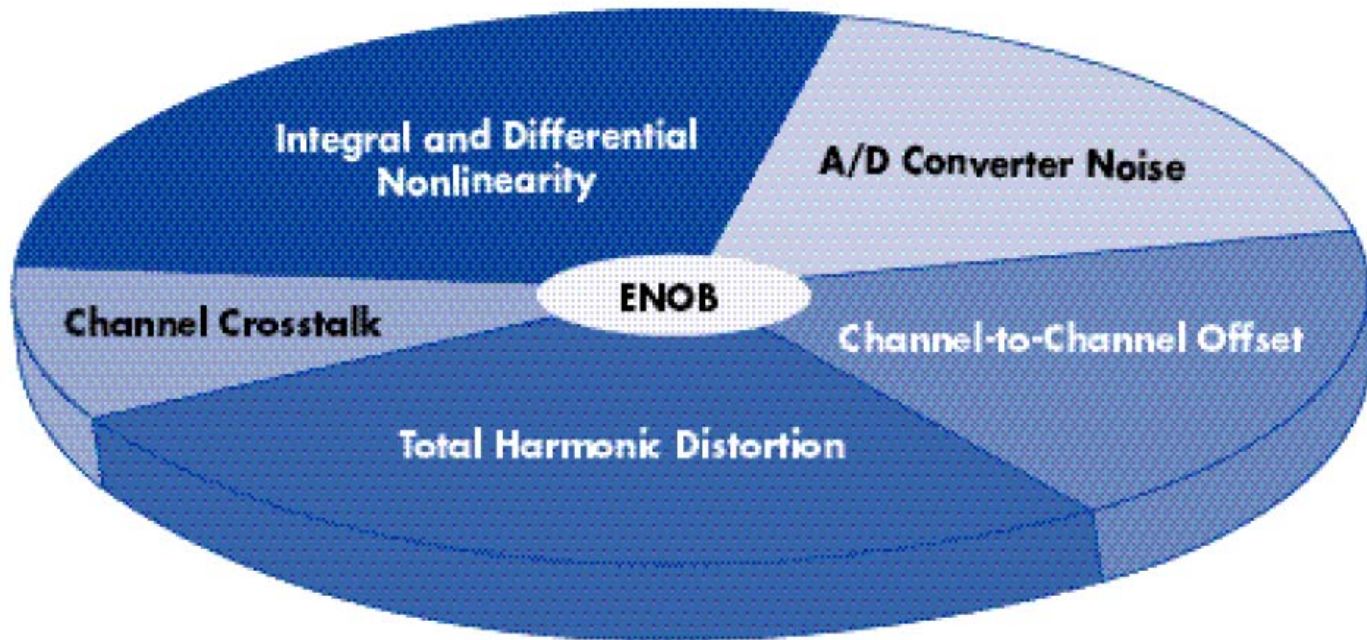 Integral and Differential
Nonlinearity
A/D Converter Noise
Channel Crosstalk
ENOB
Channel-to-Channel Offset
Total Harmonic Distortion